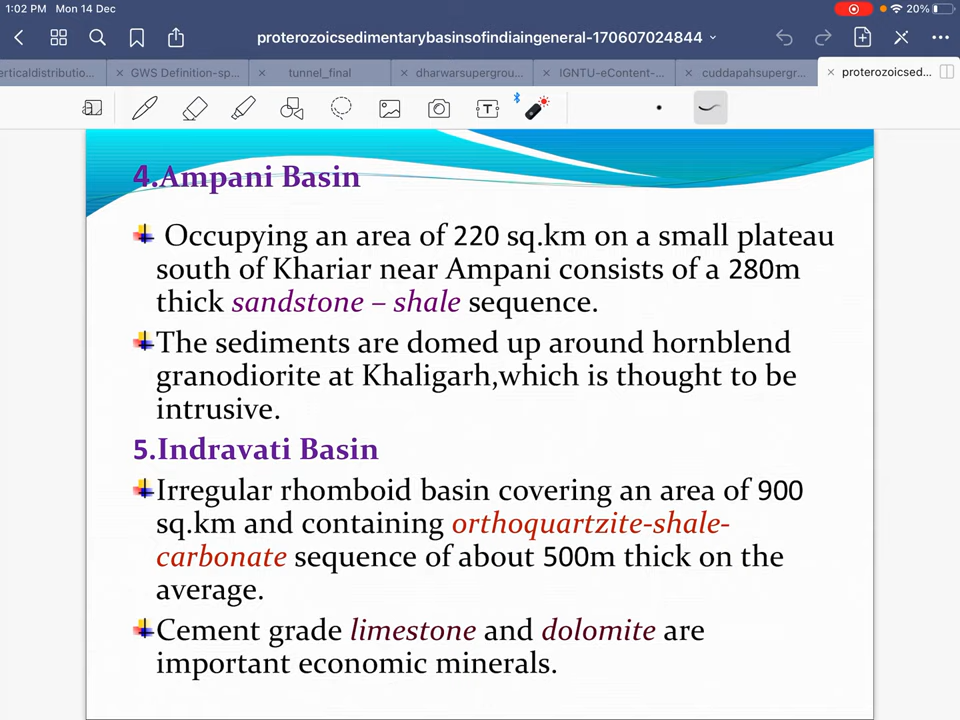 1:02 PM Mon 14 Dec
20%
proterozoicsedimentarybasinsofindiaingeneral-170607024844
erticaldistributio...
GWS Definition-sp...
tunnel_final
dharwarsupergrou...
IGNTU-eContent-...
cuddapahsupergr...
proterozoicsed...
4.Ampani Basin
Occupying an area of 220 sq.km on a small plateau
south of Khariar near Ampani consists of a 280m
thick sandstone – shale sequence.
The sediments are domed up around hornblend
granodiorite at Khaligarh,which is thought to be
intrusive.
5.Indravati Basin
Irregular rhomboid basin covering an area of 900
sq.km and containing orthoquartzite-shale-
carbonate sequence of about 500m thick on the
average.
Cement grade limestone and dolomite are
important economic minerals.